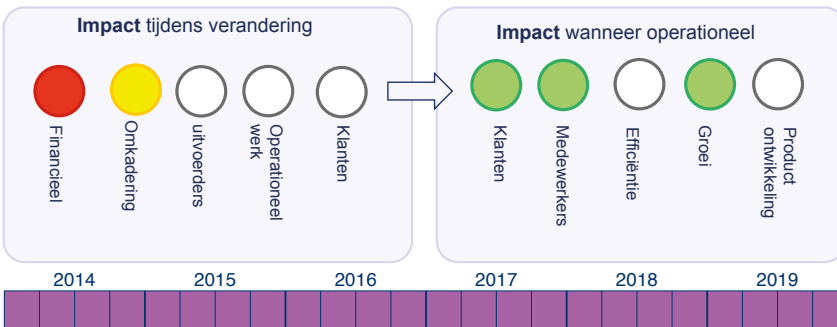 Impact tijdens verandering
Impact wanneer operationeel
Financieel
Omkadering
uitvoerders
Operationeel
werk
Klanten
Klanten
Medewerkers
Efficiëntie
Groei
Product
ontwikkeling
2014 2015 2016 2017 2018 2019